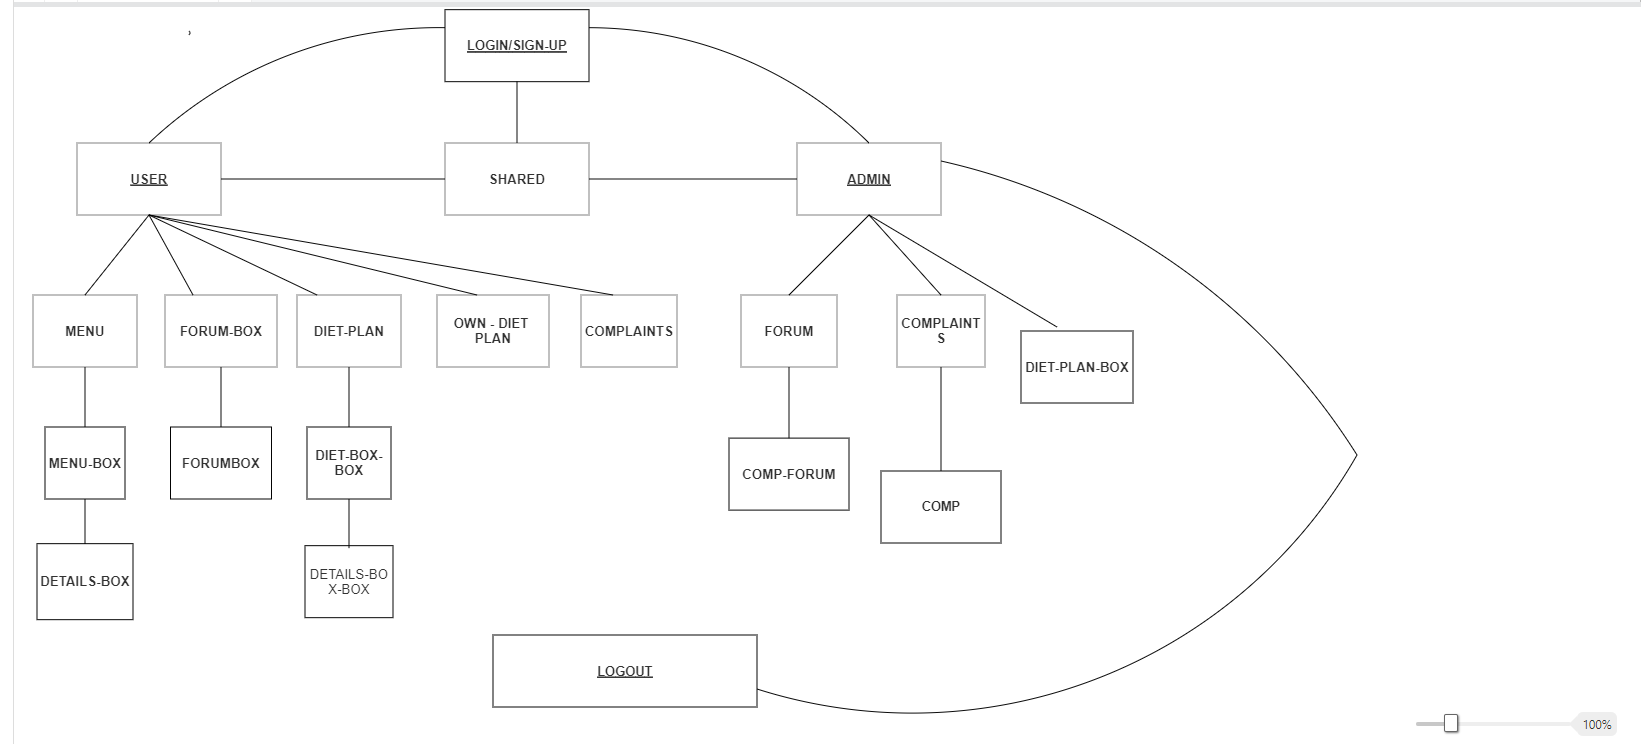 LOGIN/SIGN-UP
USER
SHARED
ADMIN
MENU
FORUM-BOX
DIET-PLAN
OWN - DIET
PLAN
COMPLAINTS
FORUM
COMPLAINT
S
DIET-PLAN-BOX
MENU-BOX
FORUMBOX
DIET-BOX-
BOX
COMP-FORUM
COMP
DETAILS-BOX
DETAILS-BO
X-BOX
LOGOUT
100%